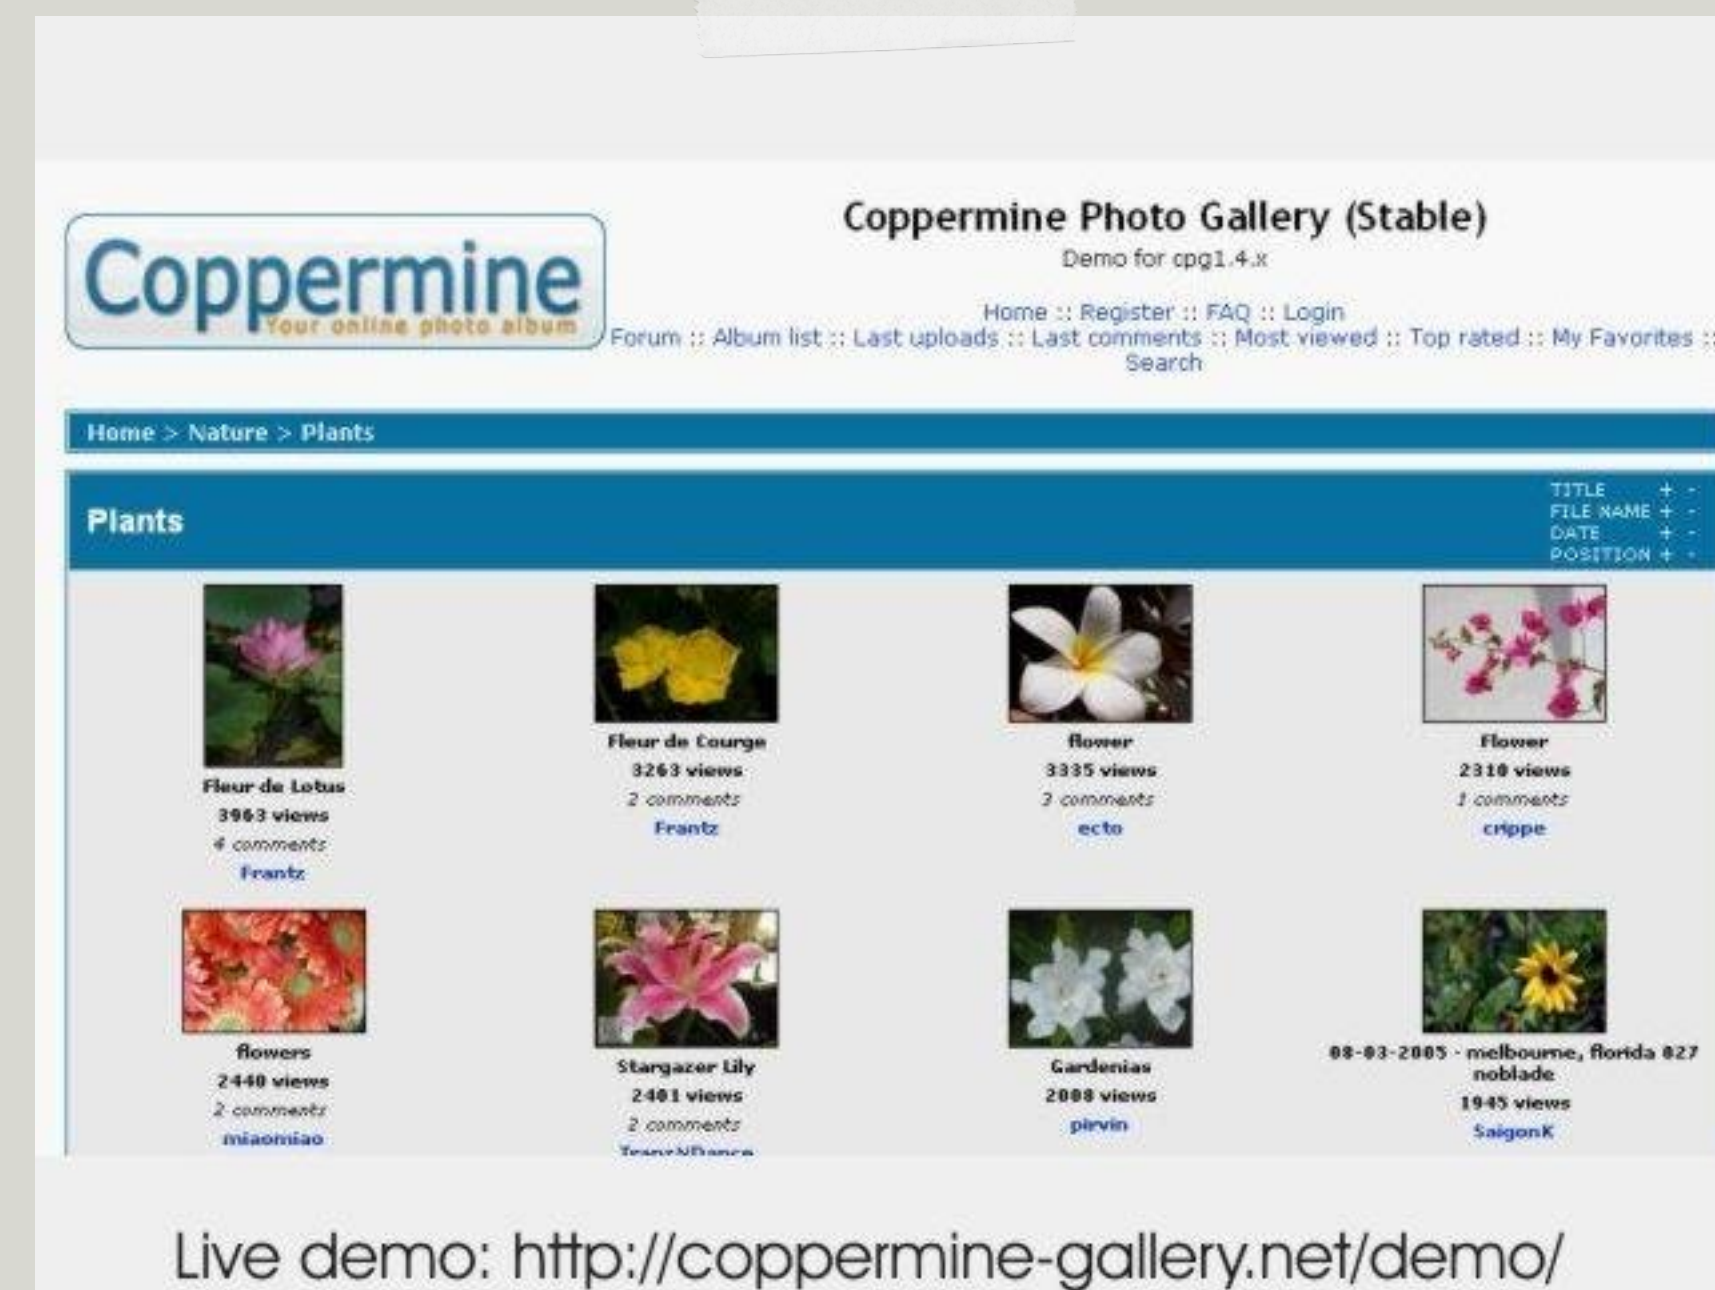 Coppermine
Your online photo album
Coppermine Photo Gallery (Stable)
Demo for cpg1.4.x
Home :: Register :: FAQ :: Login
Forum :: Album list :: Last uploads :: Last comments :: Most viewed :: Top rated :: My Favorites ::
Search
Home > Nature > Plants
Plants
TITLE + -
FILE NAME + -
DATE + -
POSITION + -
Fleur de Lotus
3963 views
4 comments
Frantz
Fleur de Courge
3263 views
2 comments
Frantz
flower
3335 views
3 comments
ecto
Flower
2310 views
1 comments
crippe
flowers
2440 views
2 comments
miaomiao
Stargazer Lily
2401 views
2 comments
Gardenias
2008 views
pirvin
08-03-2005 - melbourne, florida 027
noblade
1945 views
SaigonK
Live demo: http://coppermine-gallery.net/demo/